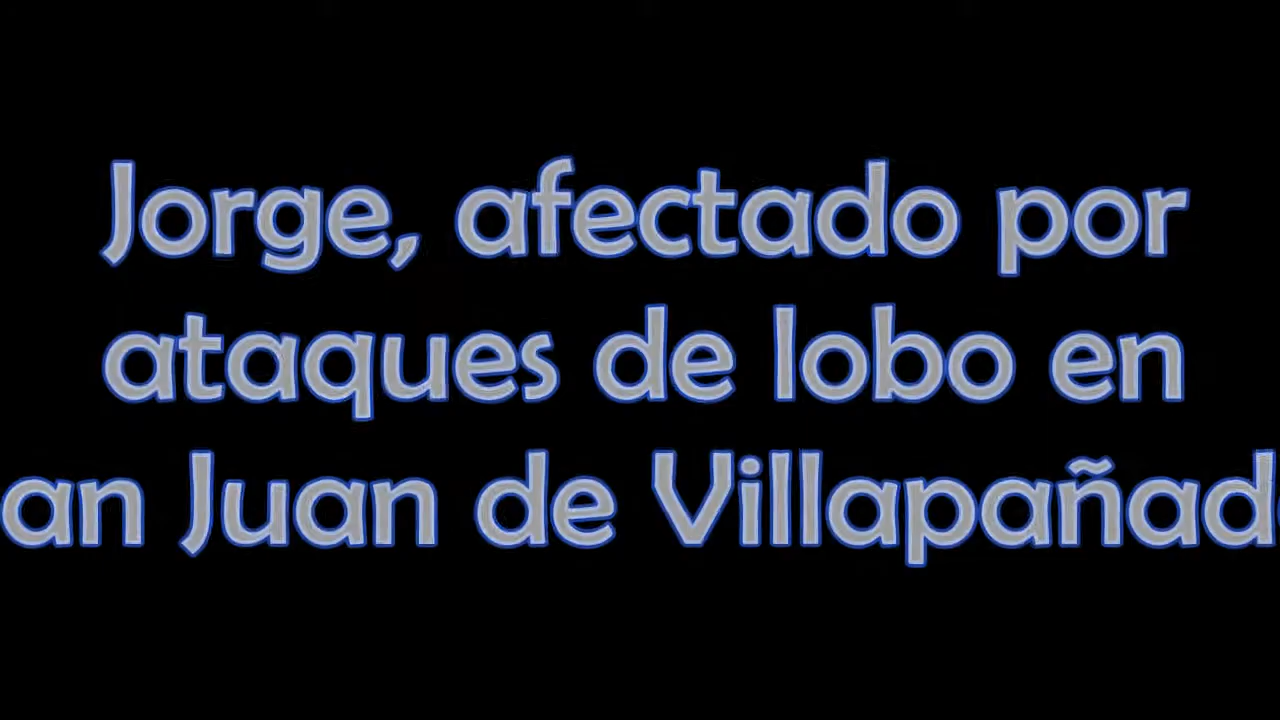 Jorge, afectado por
ataques de lobo en
an Juan de Villapañad